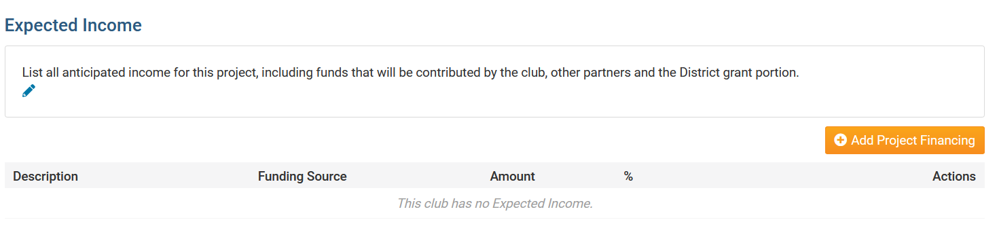 Expected Income
List all anticipated income for this project, including funds that will be contributed by the club, other partners and the District grant portion.
Add Project Financing
Description Funding Source Amount % Actions
This club has no Expected Income.